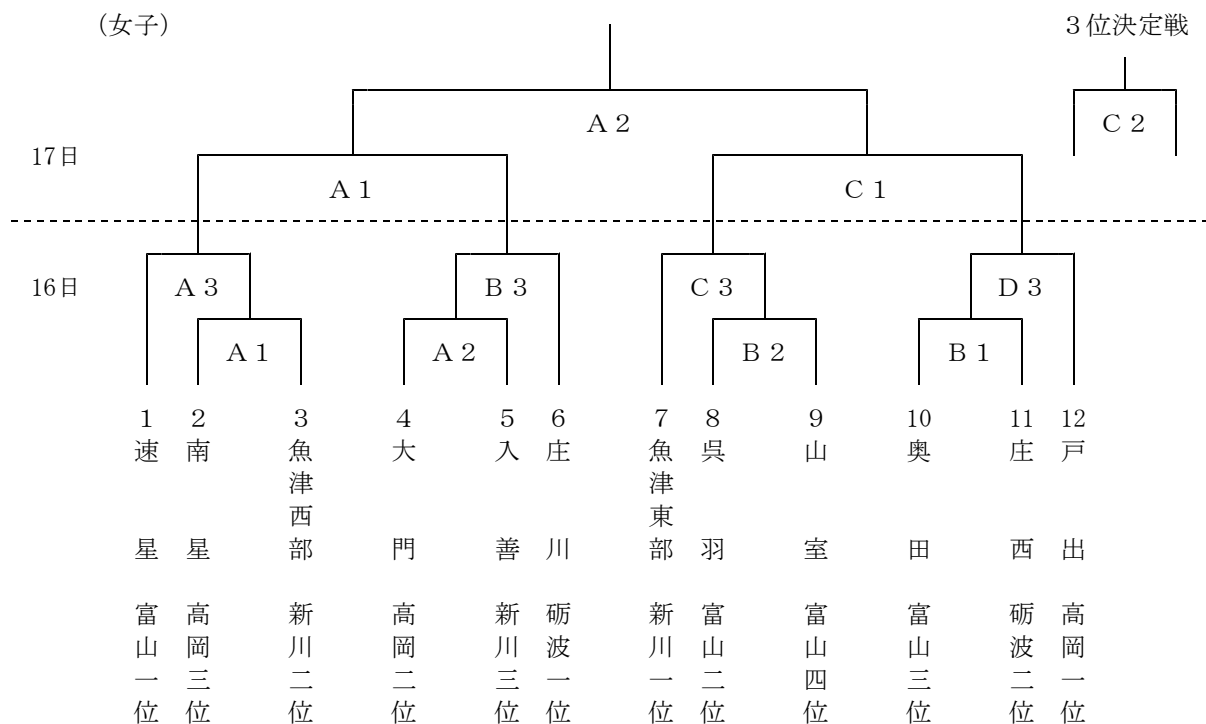 (女子)
３位決定戦
Ａ２
Ｃ２
17日
Ａ１
Ｃ１
16日
Ａ３
Ｂ３
Ｃ３
Ｄ３
Ａ１
Ａ２
Ｂ２
Ｂ１
1 速星 富山一位
2 南星 高岡三位
3 魚津西部 新川二位
4 大門 高岡二位
5 入善 新川三位
6 庄川 砺波一位
7 魚津東部 新川一位
8 呉羽 富山二位
9 山室 富山四位
10 奥田 富山三位
11 庄西 砺波二位
12 戸出 高岡一位